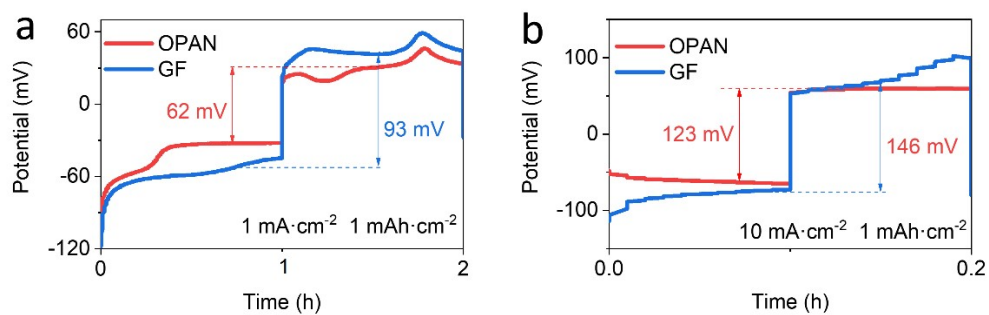 a
60
0
-60
-120
Potential (mV)
OPAN
GF
62 mV
93 mV
1 mA·cm-2 1 mAh·cm-2
0
1
2
Time (h)
b
100
0
-100
Potential (mV)
OPAN
GF
123 mV
146 mV
10 mA·cm-2 1 mAh·cm-2
0.0
0.2
Time (h)